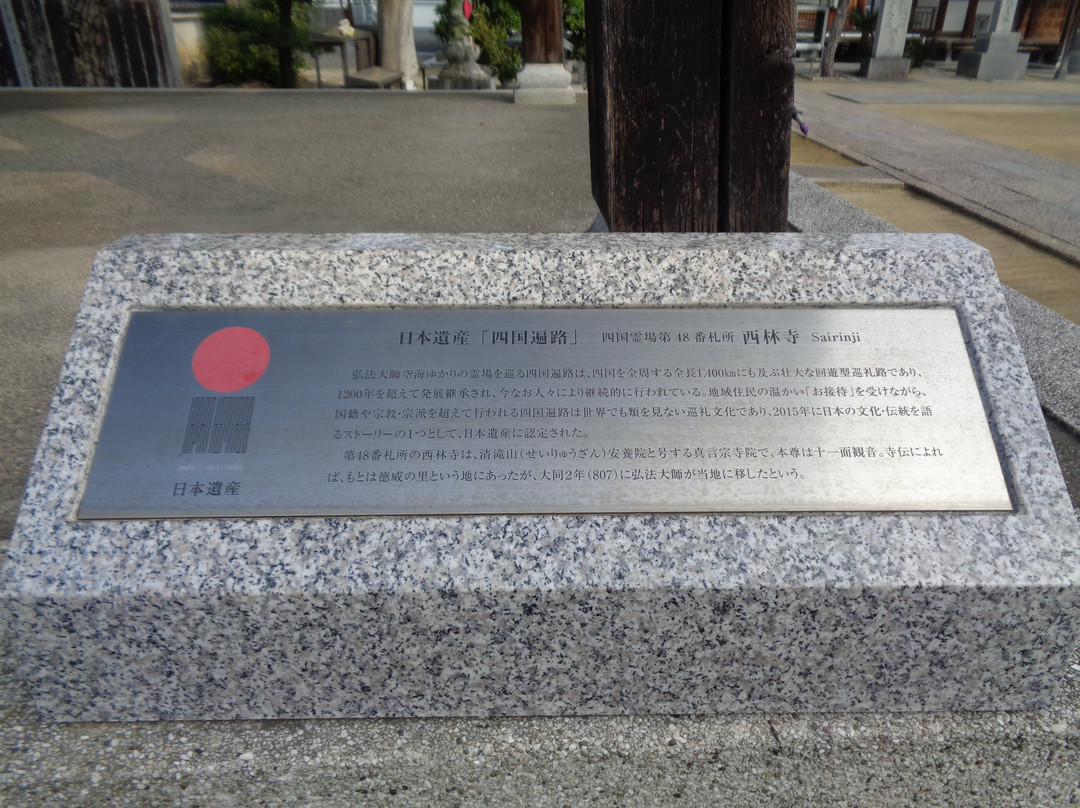 日本遺産「四国遍路」 四国霊場第48番札所 西林寺 Sairinji
弘法大師空海ゆかりの霊場を巡る四国遍路は、四国を全周する全長1,400kmにも及ぶ壮大な回遊型巡礼路であり、
1200年を超えて発展継承され、今なお人々により継続的に行われている。地域住民の温かい「お接待」を受けながら、
国籍や宗教・宗派を超えて行われる四国遍路は世界でも類を見ない巡礼文化であり、2015年に日本の文化・伝統を語
るストーリーの1つとして、日本遺産に認定された。
第48番札所の西林寺は、清滝山(せいりゅうざん)安養院と号する真言宗寺院で、本尊は十一面観音。寺伝によれ
ば、もとは徳威の里という地にあったが、大同2年(807)に弘法大師が当地に移したという。
日本遺産